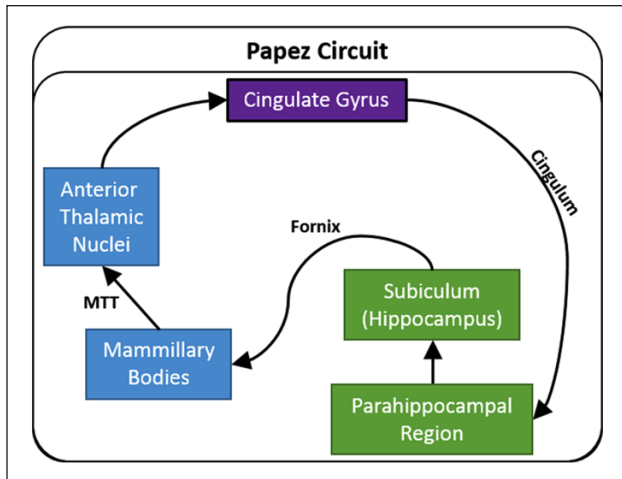 Papez Circuit
Cingulate Gyrus
Cingulum
Anterior
Thalamic
Nuclei
Fornix
Subiculum
(Hippocampus)
MTT
Mammillary
Bodies
Parahippocampal
Region